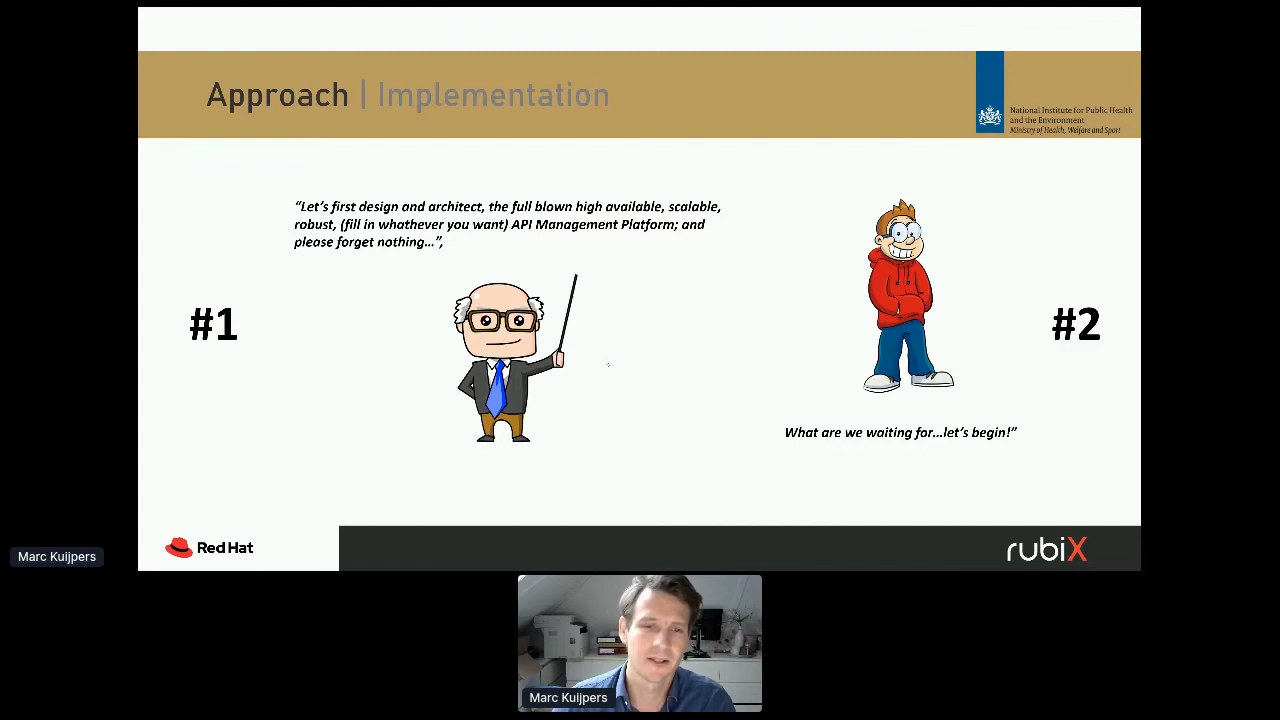 Approach | Implementation
National Institute for Public Health
and the Environment
Ministry of Health, Welfare and Sport
“Let’s first design and architect, the full blown high available, scalable,
robust, (fill in whathever you want) API Management Platform; and
please forget nothing…”,
#1
#2
What are we waiting for…let’s begin!”
Red Hat
rubiX
Marc Kuijpers
Marc Kuijpers